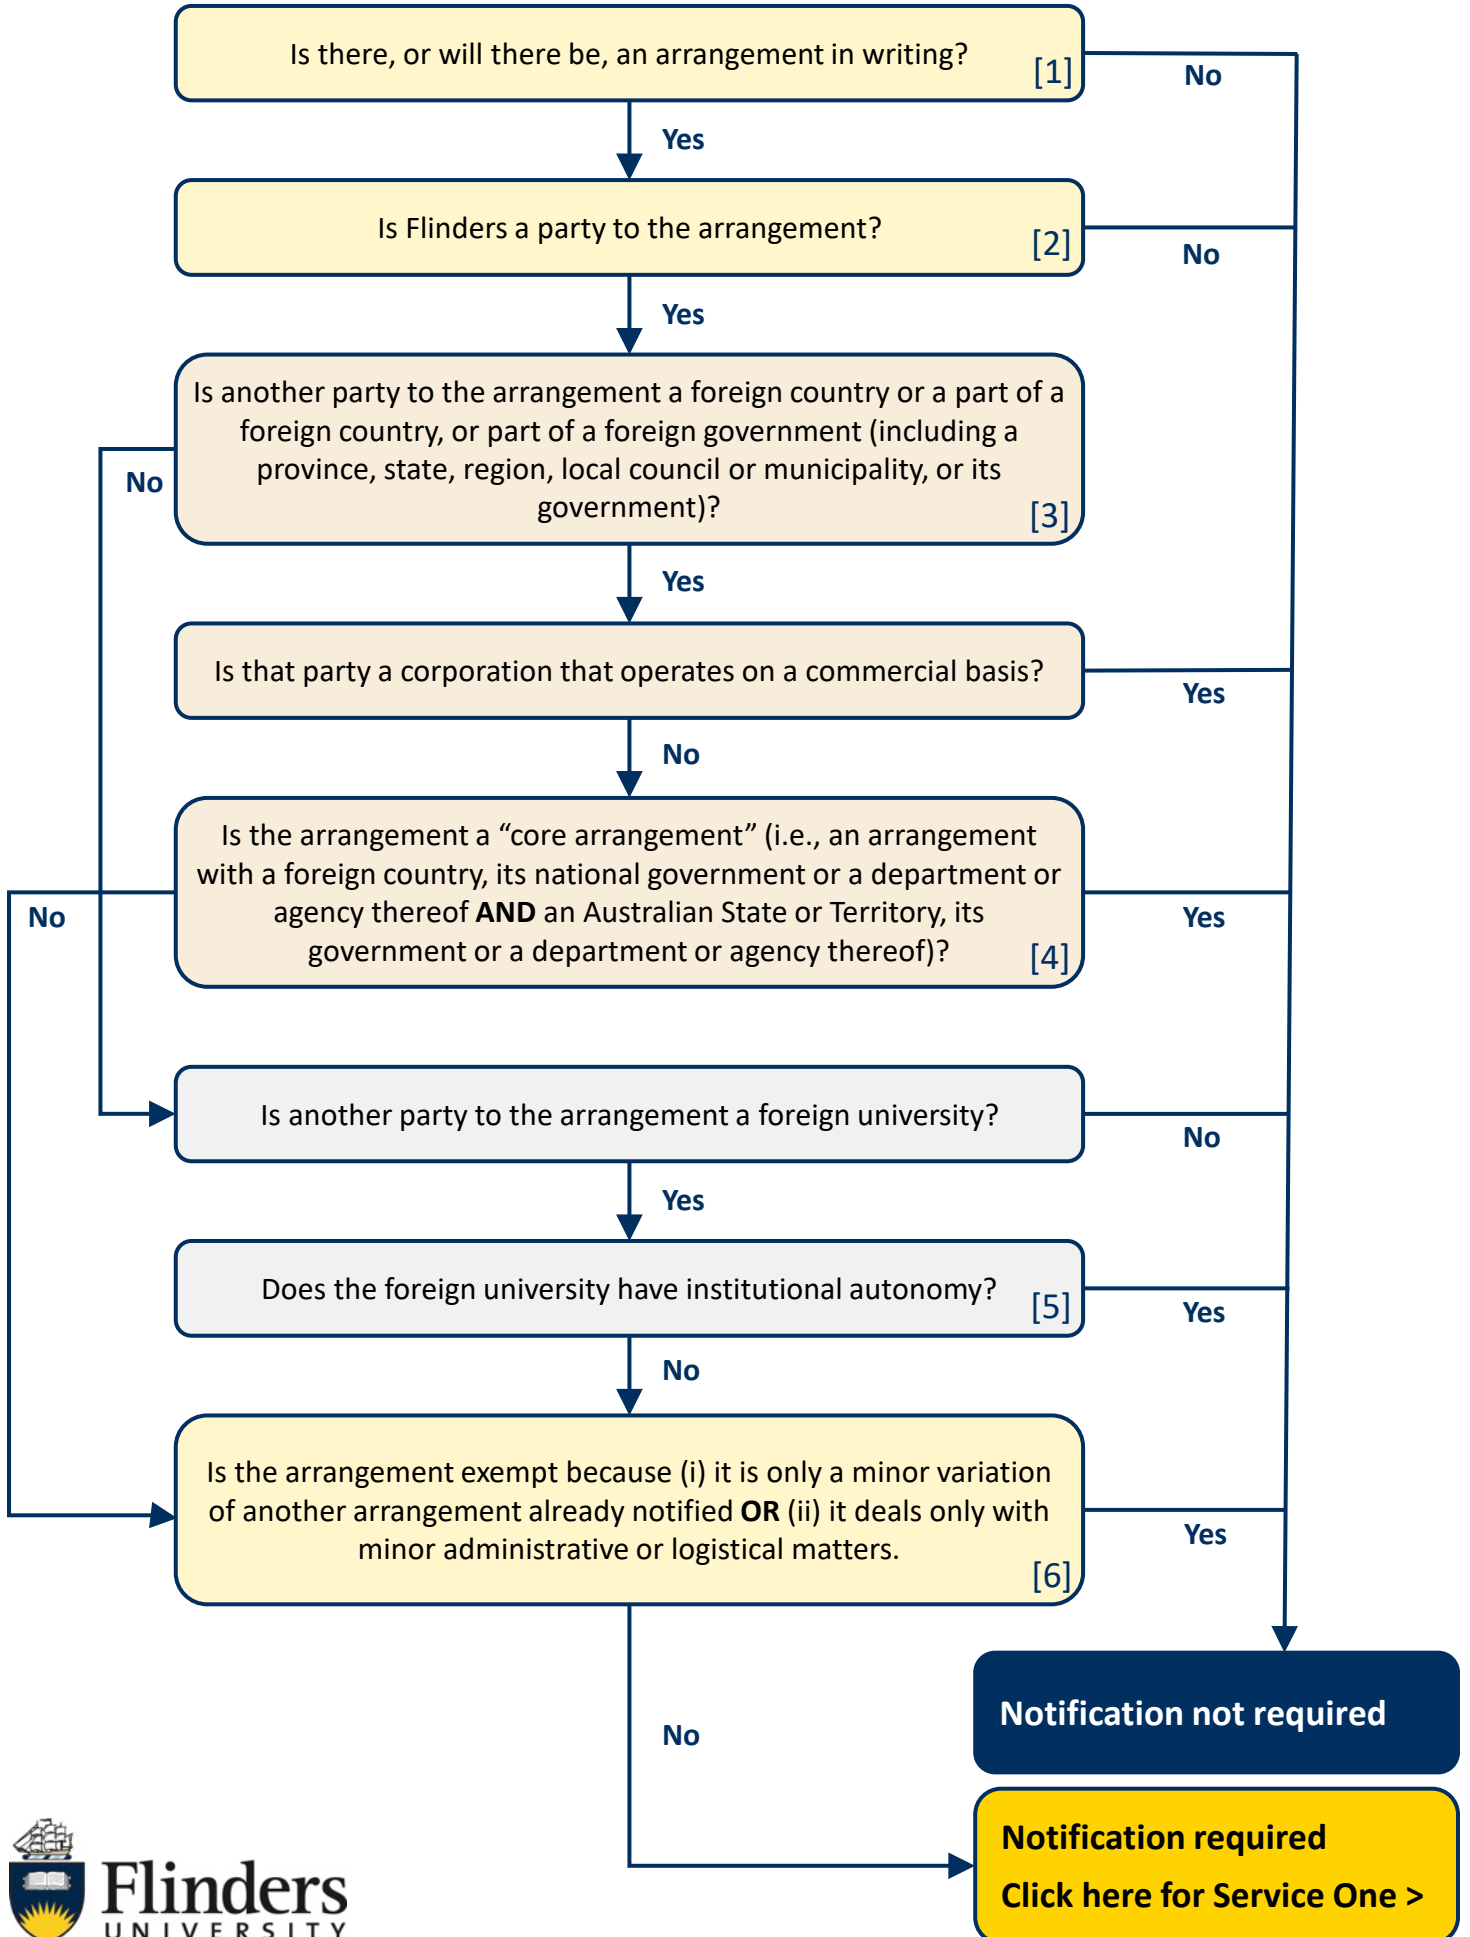 Is there, or will there be, an arrangement in writing?
[1]
No
Yes
Is Flinders a party to the arrangement?
[2]
No
Yes
Is another party to the arrangement a foreign country or a part of a
foreign country, or part of a foreign government (including a
province, state, region, local council or municipality, or its
government)?
[3]
No
Yes
Is that party a corporation that operates on a commercial basis?
Yes
No
Is the arrangement a “core arrangement” (i.e., an arrangement
with a foreign country, its national government or a department or
agency thereof AND an Australian State or Territory, its
government or a department or agency thereof)?
[4]
No
Yes
Is another party to the arrangement a foreign university?
No
Yes
Does the foreign university have institutional autonomy?
[5]
Yes
No
Is the arrangement exempt because (i) it is only a minor variation
of another arrangement already notified OR (ii) it deals only with
minor administrative or logistical matters.
[6]
Yes
No
Notification not required
Notification required
Click here for Service One >
Flinders
UNIVERSITY